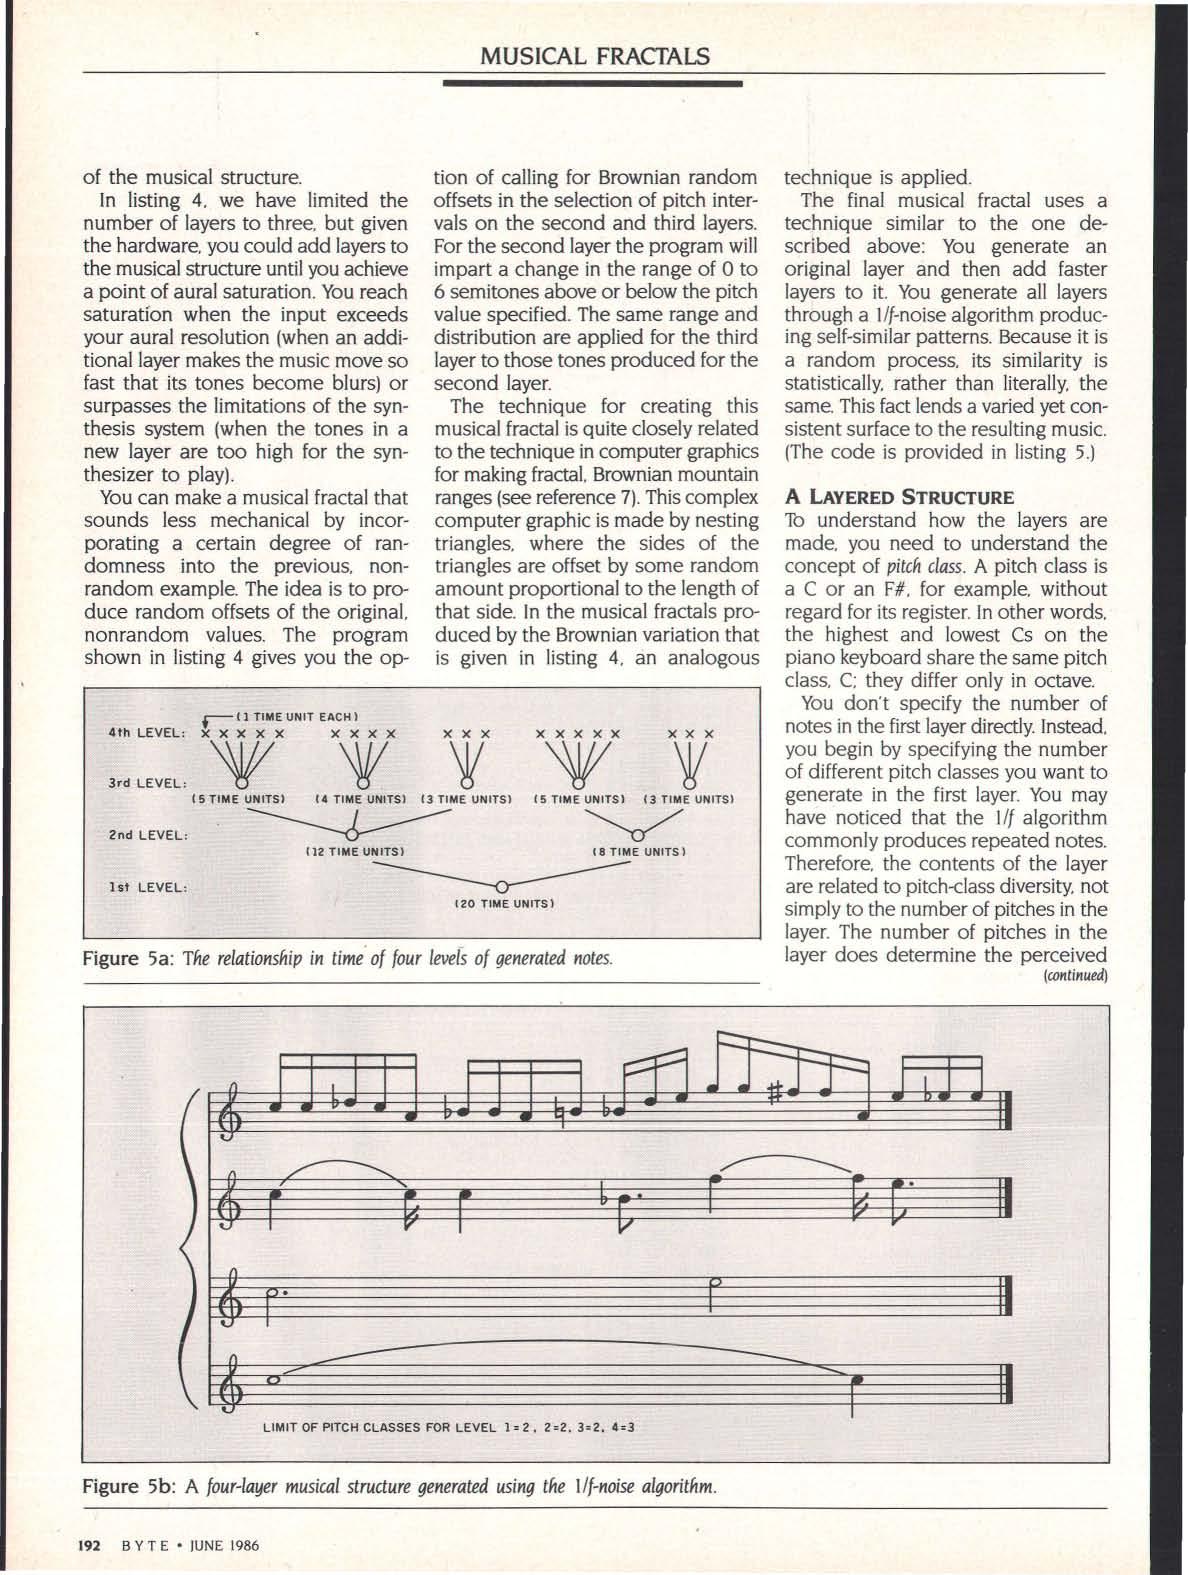 MUSICAL FRACTALS
of the musical structure.
In listing 4, we have limited the
number of layers to three, but given
the hardware, you could add layers to
the musical structure until you achieve
a point of aural saturation. You reach
saturation when the input exceeds
your aural resolution (when an addi-
tional layer makes the music move so
fast that its tones become blurs) or
surpasses the limitations of the syn-
thesis system (when the tones in a
new layer are too high for the syn-
thesizer to play).
You can make a musical fractal that
sounds less mechanical by incor-
porating a certain degree of ran-
domness into the previous, non-
random example. The idea is to pro-
duce random offsets of the original,
nonrandom values. The program
shown in listing 4 gives you the op-
tion of calling for Brownian random
offsets in the selection of pitch inter-
vals on the second and third layers.
For the second layer the program will
impart a change in the range of 0 to
6 semitones above or below the pitch
value specified. The same range and
distribution are applied for the third
layer to those tones produced for the
second layer.
The technique for creating this
musical fractal is quite closely related
to the technique in computer graphics
for making fractal, Brownian mountain
ranges (see reference 7). This complex
computer graphic is made by nesting
triangles, where the sides of the
triangles are offset by some random
amount proportional to the length of
that side. In the musical fractals pro-
duced by the Brownian variation that
is given in listing 4, an analogous
technique is applied.
The final musical fractal uses a
technique similar to the one de-
scribed above: You generate an
original layer and then add faster
layers to it. You generate all layers
through a 1/f-noise algorithm produc-
ing self-similar patterns. Because it is
a random process, its similarity is
statistically, rather than literally, the
same. This fact lends a varied yet con-
sistent surface to the resulting music.
(The code is provided in listing 5.)
A LAYERED STRUCTURE
To understand how the layers are
made, you need to understand the
concept of pitch class. A pitch class is
a C or an F#, for example, without
regard for its register. In other words,
the highest and lowest Cs on the
piano keyboard share the same pitch
class, C; they differ only in octave.
You don't specify the number of
notes in the first layer directly. Instead,
you begin by specifying the number
of different pitch classes you want to
generate in the first layer. You may
have noticed that the 1/f algorithm
commonly produces repeated notes.
Therefore, the contents of the layer
are related to pitch-class diversity, not
simply to the number of pitches in the
layer. The number of pitches in the
layer does determine the perceived
(continued)
(1 TIME UNIT EACH)
4th LEVEL: X X X X X X X X X X X X X X X X X X X X
3rd LEVEL:
(5 TIME UNITS) (4 TIME UNITS) (3 TIME UNITS) (5 TIME UNITS) (3 TIME UNITS)
2nd LEVEL:
(12 TIME UNITS) (8 TIME UNITS)
1st LEVEL:
(20 TIME UNITS)
Figure 5a: The relationship in time of four levels of generated notes.
LIMIT OF PITCH CLASSES FOR LEVEL 1=2, 2=2, 3=2, 4=3
Figure 5b: A four-layer musical structure generated using the 1/f-noise algorithm.
192 BYTE • JUNE 1986